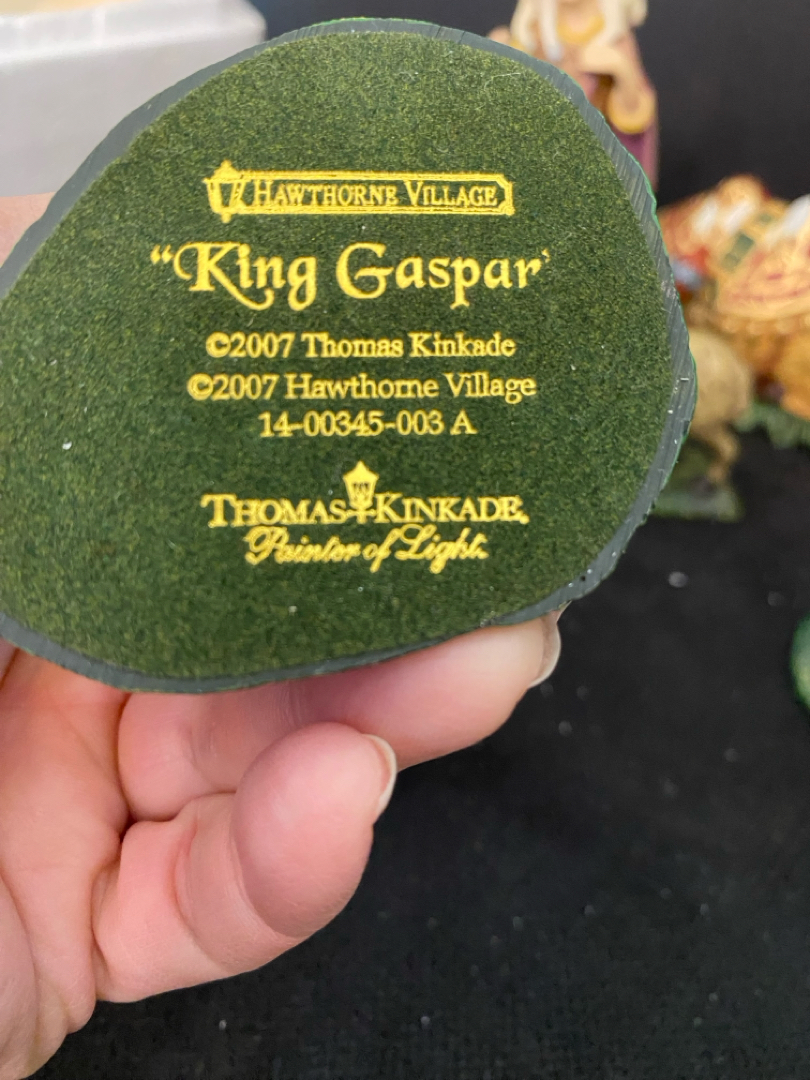 HAWTHORNE VILLAGE
“King Gaspar’
©2007 Thomas Kinkade
©2007 Hawthorne Village
14-00345-003 A
THOMAS KINKADE.
Painter of Light.